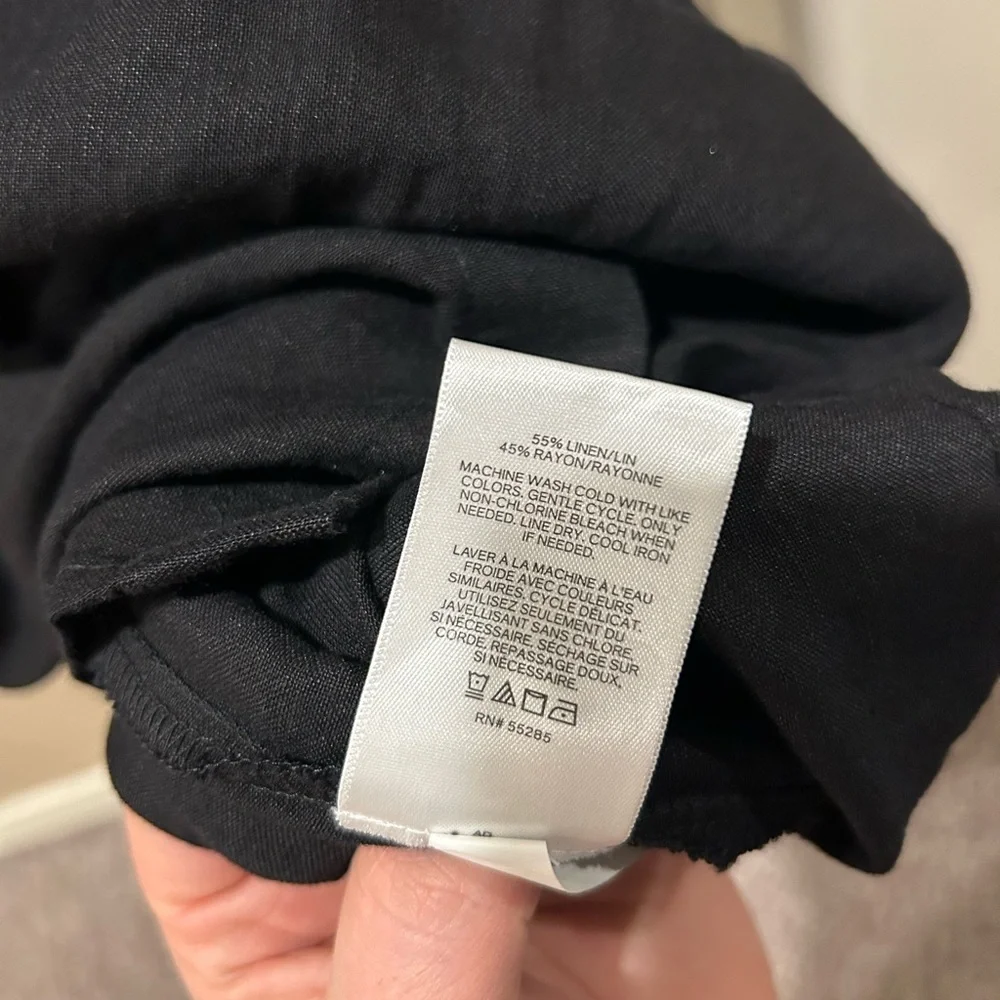 55% LINEN/LIN
45% RAYON/RAYONNE
MACHINE WASH COLD WITH LIKE
COLORS. GENTLE CYCLE. ONLY
NON-CHLORINE BLEACH WHEN
NEEDED. LINE DRY. COOL IRON
IF NEEDED.
LAVER À LA MACHINE À L'EAU
FROIDE AVEC COULEURS
SIMILAIRES. CYCLE DÉLICAT.
UTILISEZ SEULEMENT DU
JAVELLISANT SANS CHLORE,
SI NÉCESSAIRE. SÉCHAGE SUR
CORDE. REPASSAGE DOUX,
SI NÉCESSAIRE.
RN# 55285